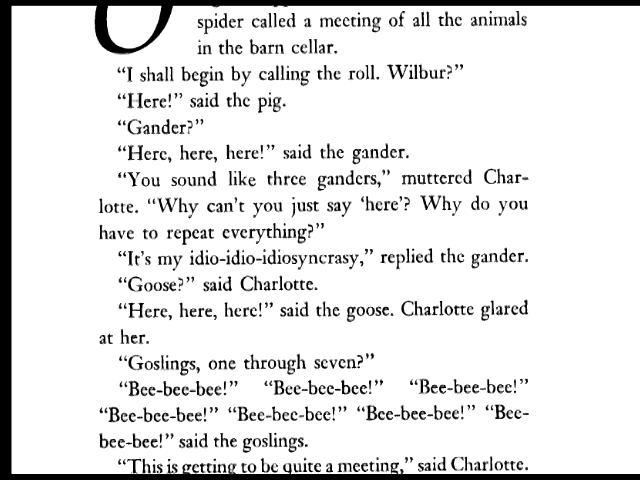 O
spider called a meeting of all the animals
in the barn cellar.
“I shall begin by calling the roll. Wilbur?”
“Here!” said the pig.
“Gander?”
“Here, here, here!” said the gander.
“You sound like three ganders,” muttered Char-
lotte. “Why can’t you just say ‘here’? Why do you
have to repeat everything?”
“It’s my idio-idio-idiosyncrasy,” replied the gander.
“Goose?” said Charlotte.
“Here, here, here!” said the goose. Charlotte glared
at her.
“Goslings, one through seven?”
“Bee-bee-bee!” “Bee-bee-bee!” “Bee-bee-bee!”
“Bee-bee-bee!” “Bee-bee-bee!” “Bee-bee-bee!” “Bee-
bee-bee!” said the goslings.
“This is getting to be quite a meeting,” said Charlotte.